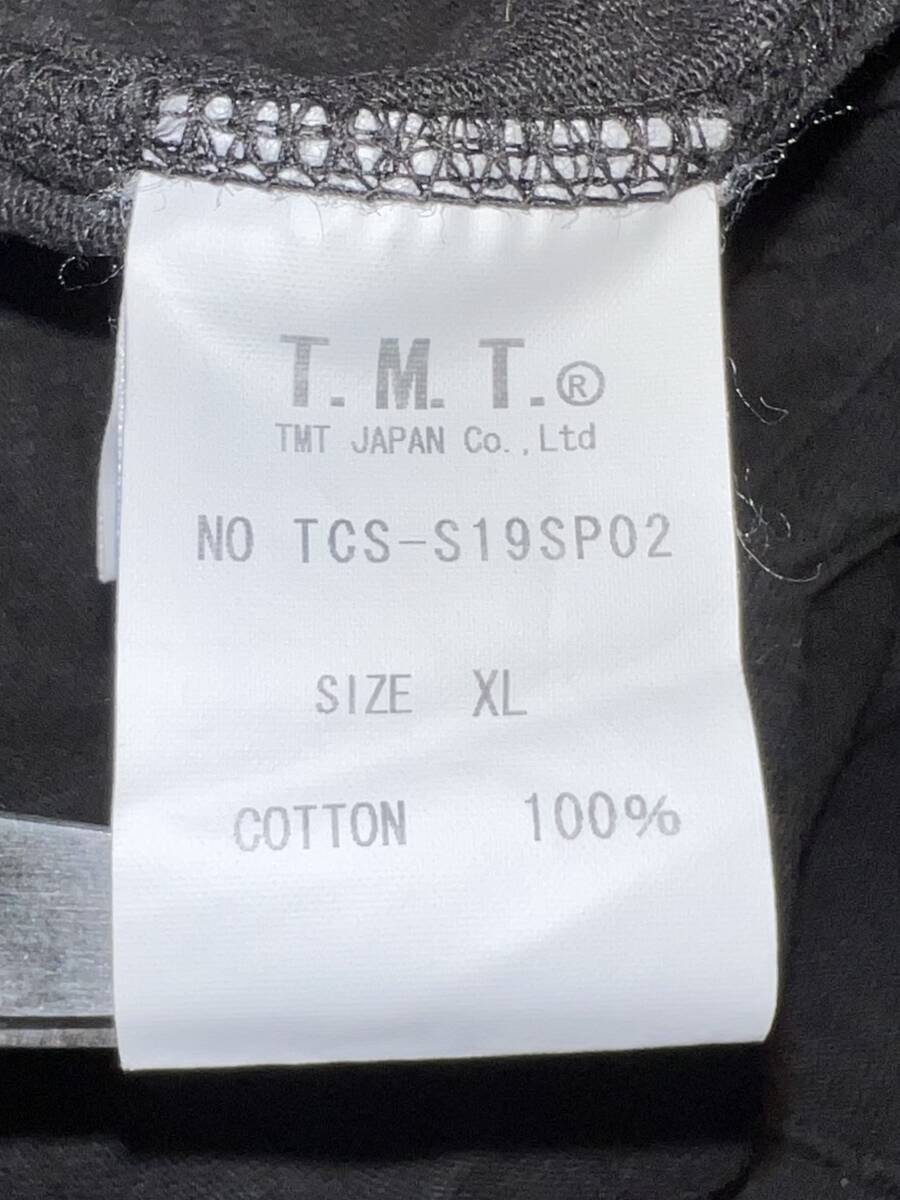 T.M.T.®
TMT JAPAN Co.,Ltd
NO TCS-S19SP02
SIZE XL
COTTON 100%